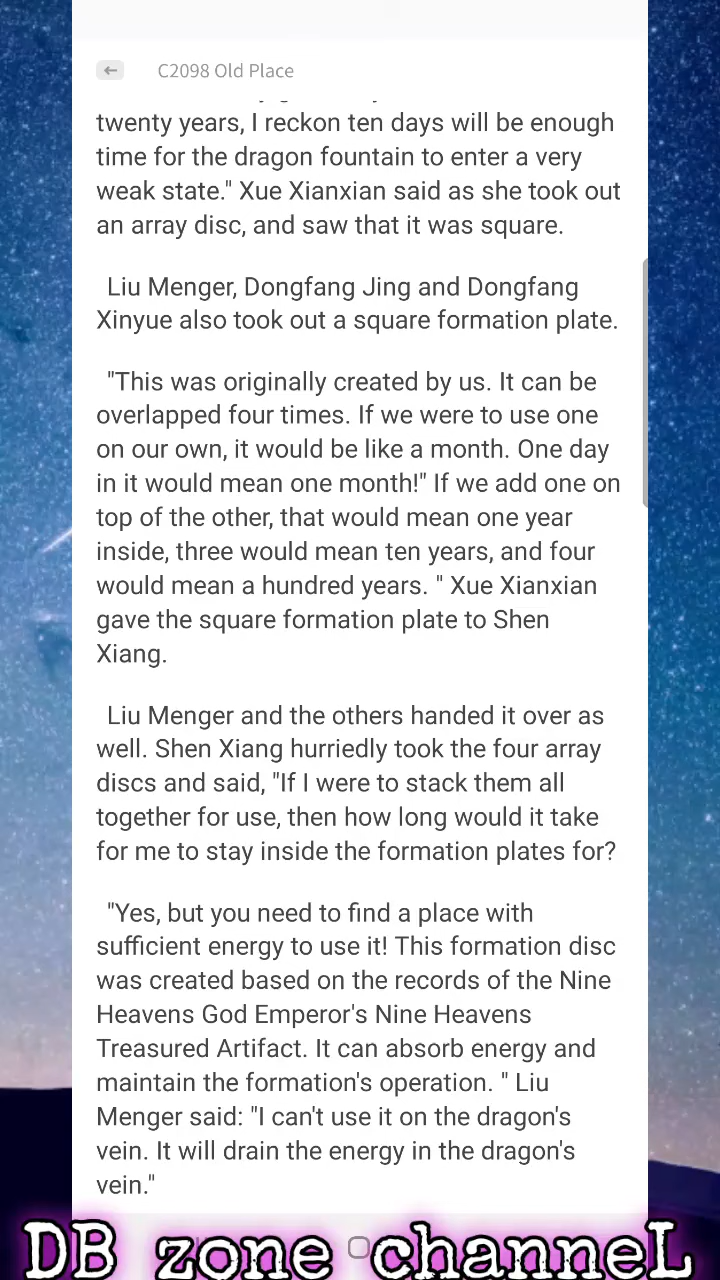 C2098 Old Place
twenty years, I reckon ten days will be enough
time for the dragon fountain to enter a very
weak state." Xue Xianxian said as she took out
an array disc, and saw that it was square.
Liu Menger, Dongfang Jing and Dongfang
Xinyue also took out a square formation plate.
"This was originally created by us. It can be
overlapped four times. If we were to use one
on our own, it would be like a month. One day
in it would mean one month!" If we add one on
top of the other, that would mean one year
inside, three would mean ten years, and four
would mean a hundred years. " Xue Xianxian
gave the square formation plate to Shen
Xiang.
Liu Menger and the others handed it over as
well. Shen Xiang hurriedly took the four array
discs and said, "If I were to stack them all
together for use, then how long would it take
for me to stay inside the formation plates for?
"Yes, but you need to find a place with
sufficient energy to use it! This formation disc
was created based on the records of the Nine
Heavens God Emperor's Nine Heavens
Treasured Artifact. It can absorb energy and
maintain the formation's operation. " Liu
Menger said: "I can't use it on the dragon's
vein. It will drain the energy in the dragon's
vein."
DB zone channeL